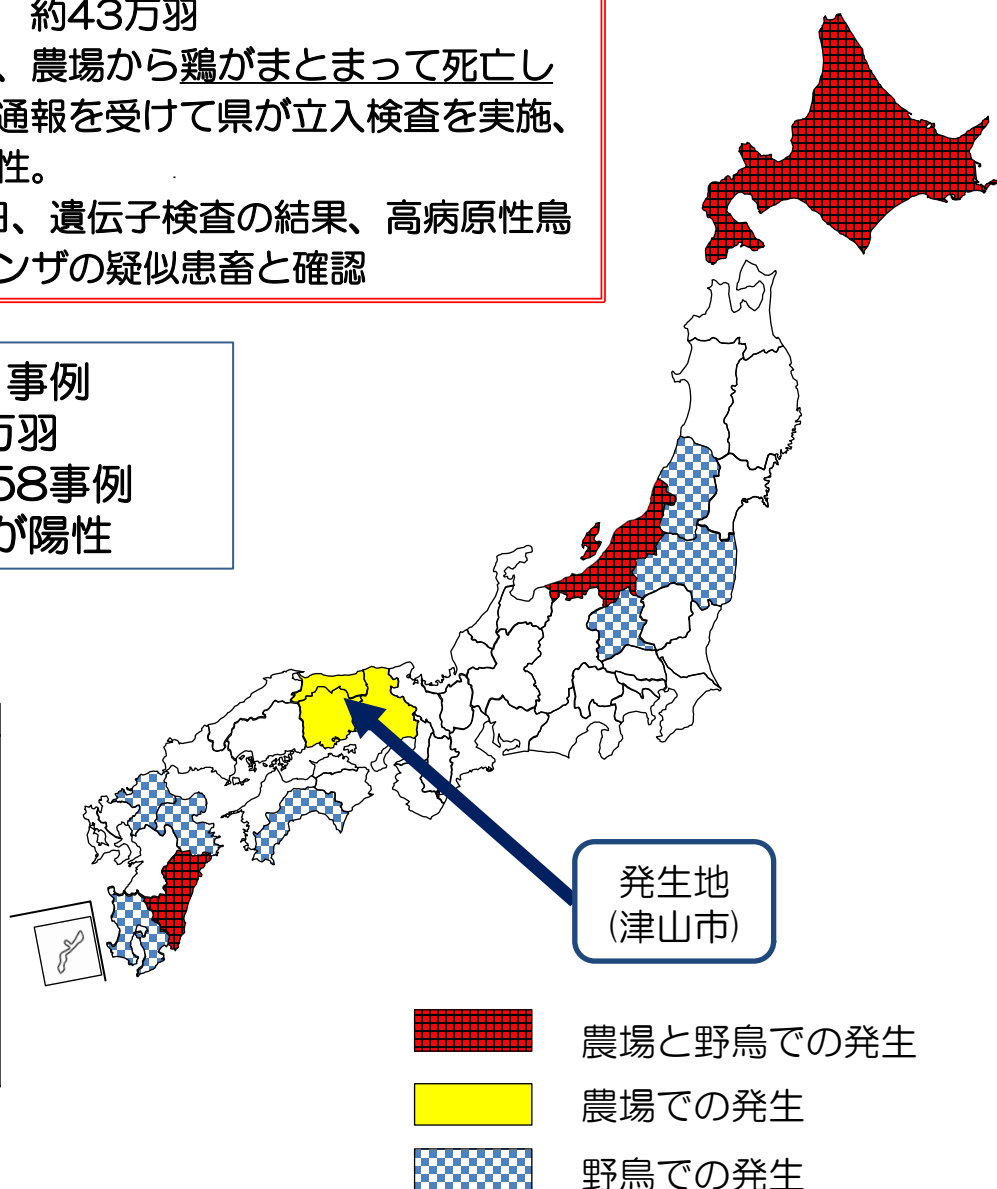 約43万羽
、農場から鶏がまとまって死亡し
通報を受けて県が立入検査を実施、
性。
日、遺伝子検査の結果、高病原性鳥
ンザの疑似患畜と確認
事例
万羽
58事例
が陽性
発生地
(津山市)
農場と野鳥での発生
農場での発生
野鳥での発生